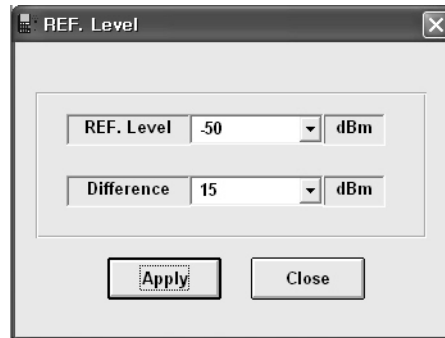 REF. Level
REF. Level -50 dBm
Difference 15 dBm
Apply Close